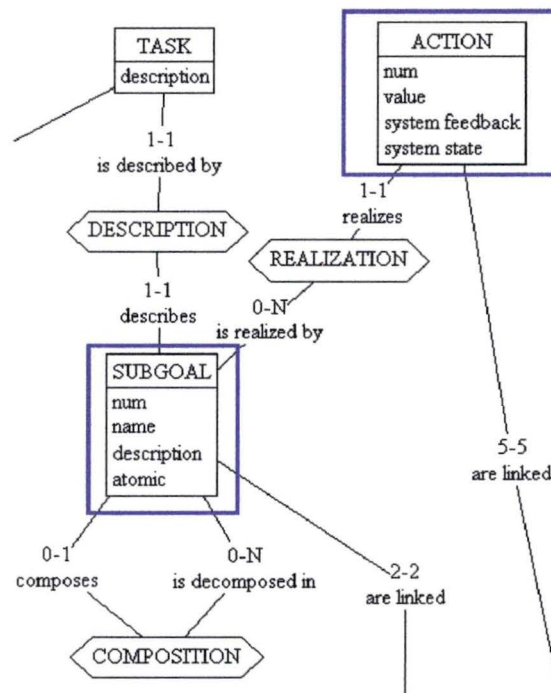 TASK
description
ACTION
num
value
system feedback
system state
1-1
is described by
1-1
realizes
DESCRIPTION
REALIZATION
1-1
describes
0-N
is realized by
SUBGOAL
num
name
description
atomic
5-5
are linked
0-1
composes
0-N
is decomposed in
2-2
are linked
COMPOSITION